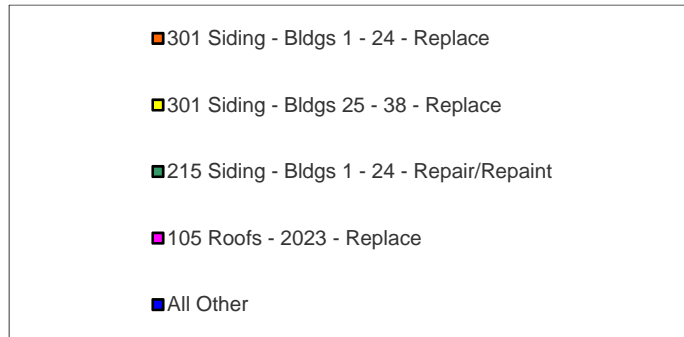 301 Siding - Bldgs 1 - 24 - Replace
301 Siding - Bldgs 25 - 38 - Replace
215 Siding - Bldgs 1 - 24 - Repair/Repaint
105 Roofs - 2023 - Replace
All Other